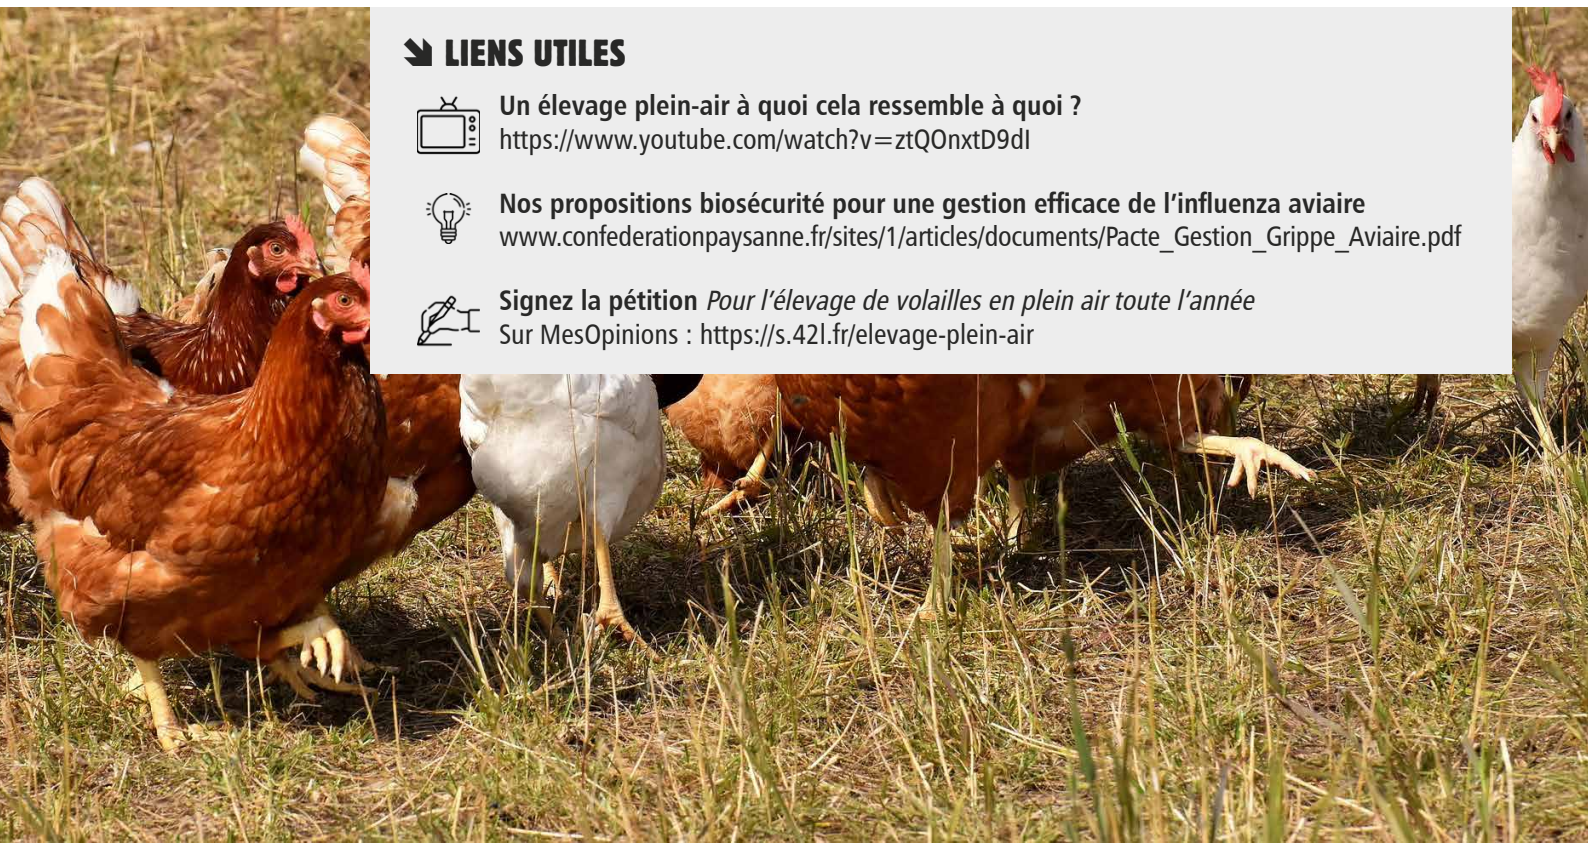 LIENS UTILES
Un élevage plein-air à quoi cela ressemble à quoi ?
https://www.youtube.com/watch?v=ztQOnxtD9dI
Nos propositions biosécurité pour une gestion efficace de l’influenza aviaire
www.confederationpaysanne.fr/sites/1/articles/documents/Pacte_Gestion_Grippe_Aviaire.pdf
Signez la pétition Pour l’élevage de volailles en plein air toute l’année
Sur MesOpinions : https://s.42l.fr/elevage-plein-air